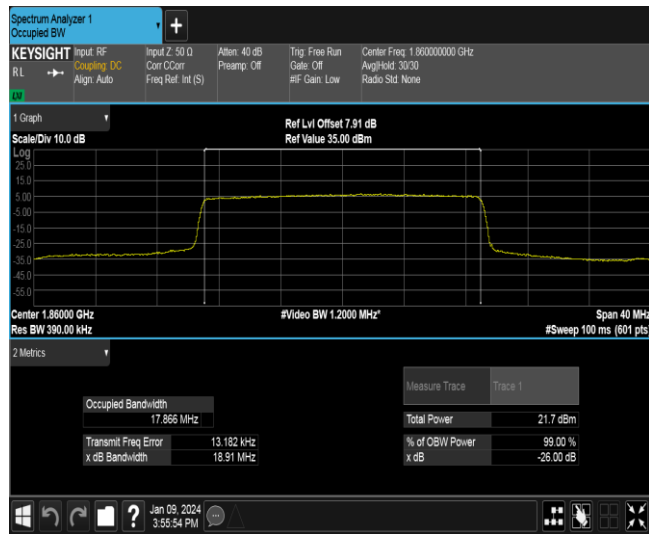 Spectrum Analyzer 1
Occupied BW
+
KEYSIGHT Input: RF Input Z: 50 Ω Atten: 40 dB Trig: Free Run Center Freq: 1.860000000 GHz
RL Coupling: DC Corr CCorr Preamp: Off Gate: Off Avg|Hold: 30/30
Align: Auto Freq Ref: Int (S) #IF Gain: Low Radio Std: None
1 Graph Ref Lvl Offset 7.91 dB
Scale/Div 10.0 dB Ref Value 35.00 dBm
Log
25.0
15.0
5.00
-5.00
-15.0
-25.0
-35.0
-45.0
-55.0
Center 1.86000 GHz #Video BW 1.2000 MHz* Span 40 MHz
Res BW 390.00 kHz #Sweep 100 ms (601 pts)
2 Metrics
Measure Trace Trace 1
Occupied Bandwidth
17.866 MHz Total Power 21.7 dBm
Transmit Freq Error 13.182 kHz % of OBW Power 99.00 %
x dB Bandwidth 18.91 MHz x dB -26.00 dB
? Jan 09, 2024
3:55:54 PM